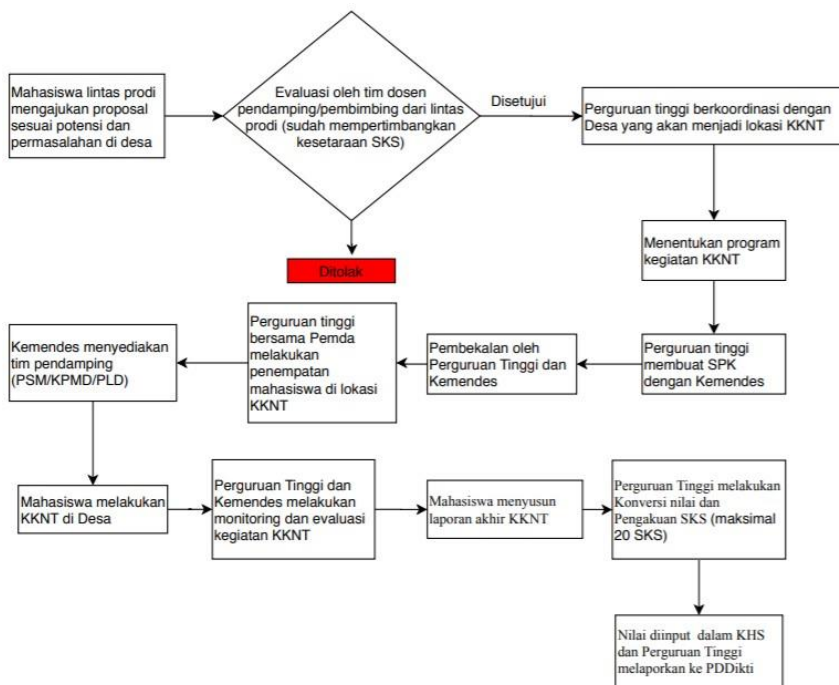 Mahasiswa lintas prodi
mengajukan proposal
sesuai potensi dan
permasalahan di desa
Evaluasi oleh tim dosen
pendamping/pembimbing dari lintas
prodi (sudah mempertimbangkan
kesetaraan SKS)
Disetujui
Perguruan tinggi berkoordinasi dengan
Desa yang akan menjadi lokasi KKNT
Ditolak
Menentukan program
kegiatan KKNT
Perguruan tinggi
membuat SPK
dengan Kemendes
Pembekalan oleh
Perguruan Tinggi dan
Kemendes
Perguruan tinggi
bersama Pemda
melakukan
penempatan
mahasiswa di lokasi
KKNT
Kemendes menyediakan
tim pendamping
(PSM/KPMD/PLD)
Mahasiswa melakukan
KKNT di Desa
Perguruan Tinggi dan
Kemendes melakukan
monitoring dan evaluasi
kegiatan KKNT
Mahasiswa menyusun
laporan akhir KKNT
Perguruan Tinggi melakukan
Konversi nilai dan
Pengakuan SKS (maksimal
20 SKS)
Nilai diinput dalam KHS
dan Perguruan Tinggi
melaporkan ke PDDikti